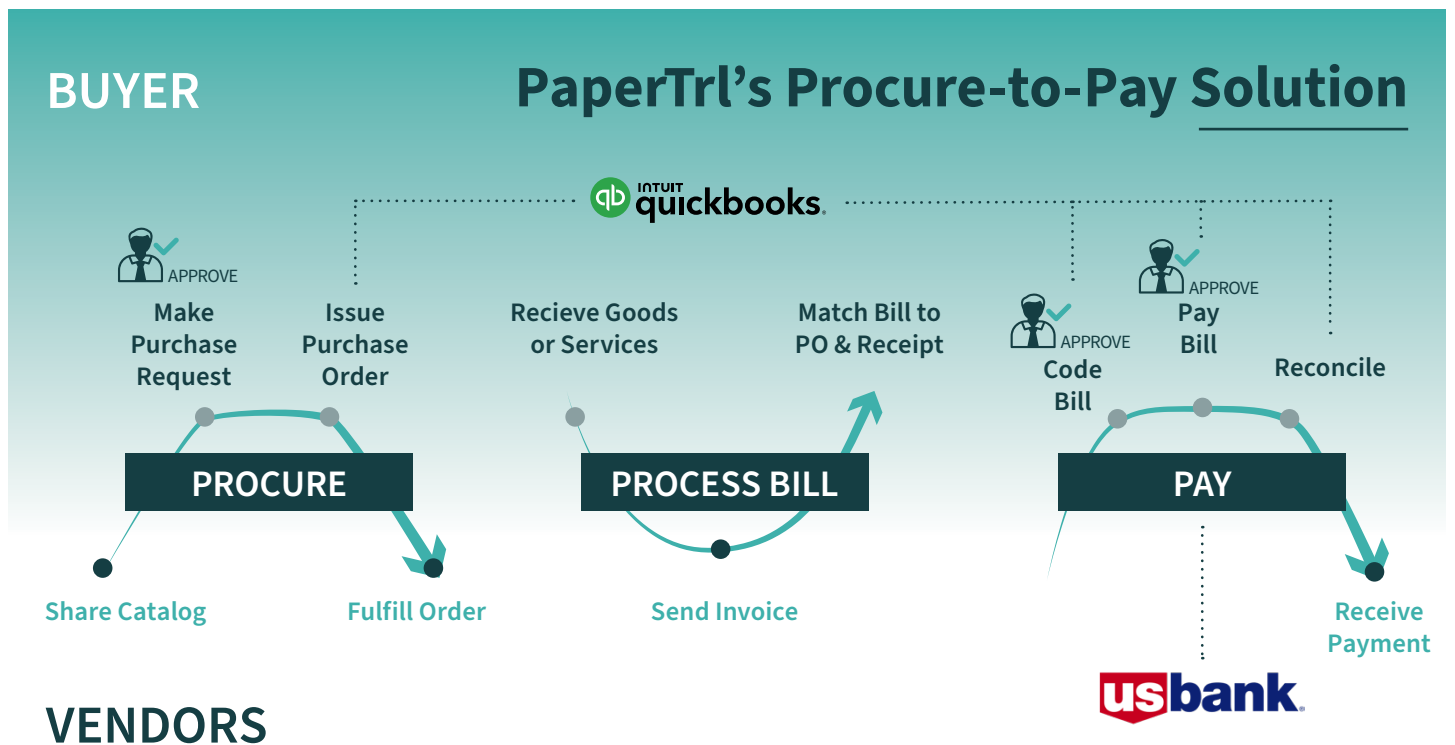 BUYER
PaperTrl's Procure-to-Pay Solution
INTUIT
quickbooks.
APPROVE
Make
Purchase
Request
Issue
Purchase
Order
Recieve Goods
or Services
Match Bill to
PO & Receipt
APPROVE
Code
Bill
APPROVE
Pay
Bill
Reconcile
PROCURE
PROCESS BILL
PAY
Share Catalog
Fulfill Order
Send Invoice
Receive
Payment
usbank.
VENDORS